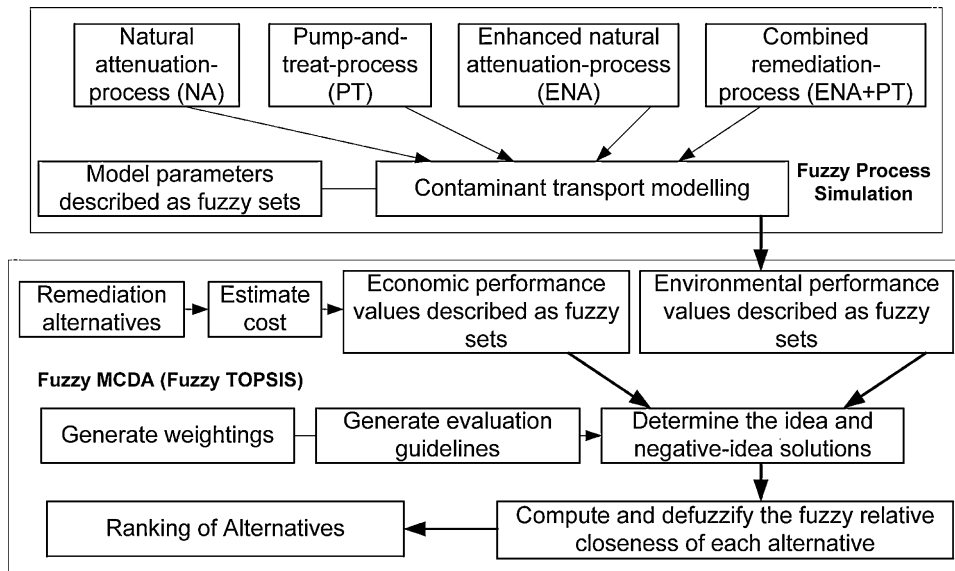 Natural
attenuation-
process (NA)
Pump-and-
treat-process
(PT)
Enhanced natural
attenuation-process
(ENA)
Combined
remediation-
process (ENA+PT)
Model parameters
described as fuzzy sets
Contaminant transport modelling
Fuzzy Process
Simulation
Remediation
alternatives
Estimate
cost
Economic performance
values described as fuzzy
sets
Environmental performance
values described as fuzzy
sets
Fuzzy MCDA (Fuzzy TOPSIS)
Generate weightings
Generate evaluation
guidelines
Determine the idea and
negative-idea solutions
Ranking of Alternatives
Compute and defuzzify the fuzzy relative
closeness of each alternative